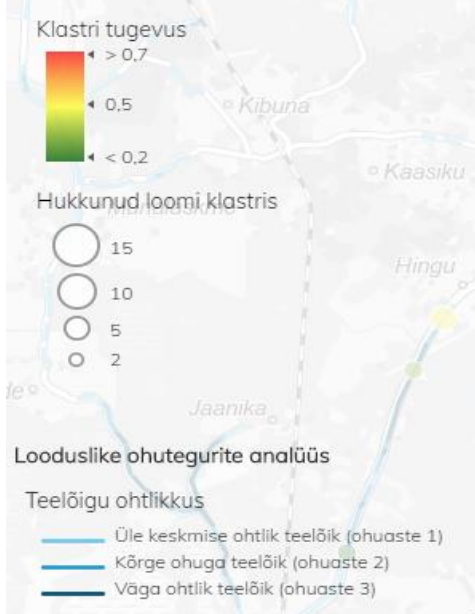 Klastri tugevus
> 0,7
0,5
< 0,2
Kibuna
Kaasiku
Hukkunud loomi klastris
15
10
5
2
Hingu
Jaanika
Looduslike ohutegurite analüüs
Teelõigu ohtlikkus
Üle keskmise ohtlik teelõik (ohuaste 1)
Kõrge ohuga teelõik (ohuaste 2)
Väga ohtlik teelõik (ohuaste 3)